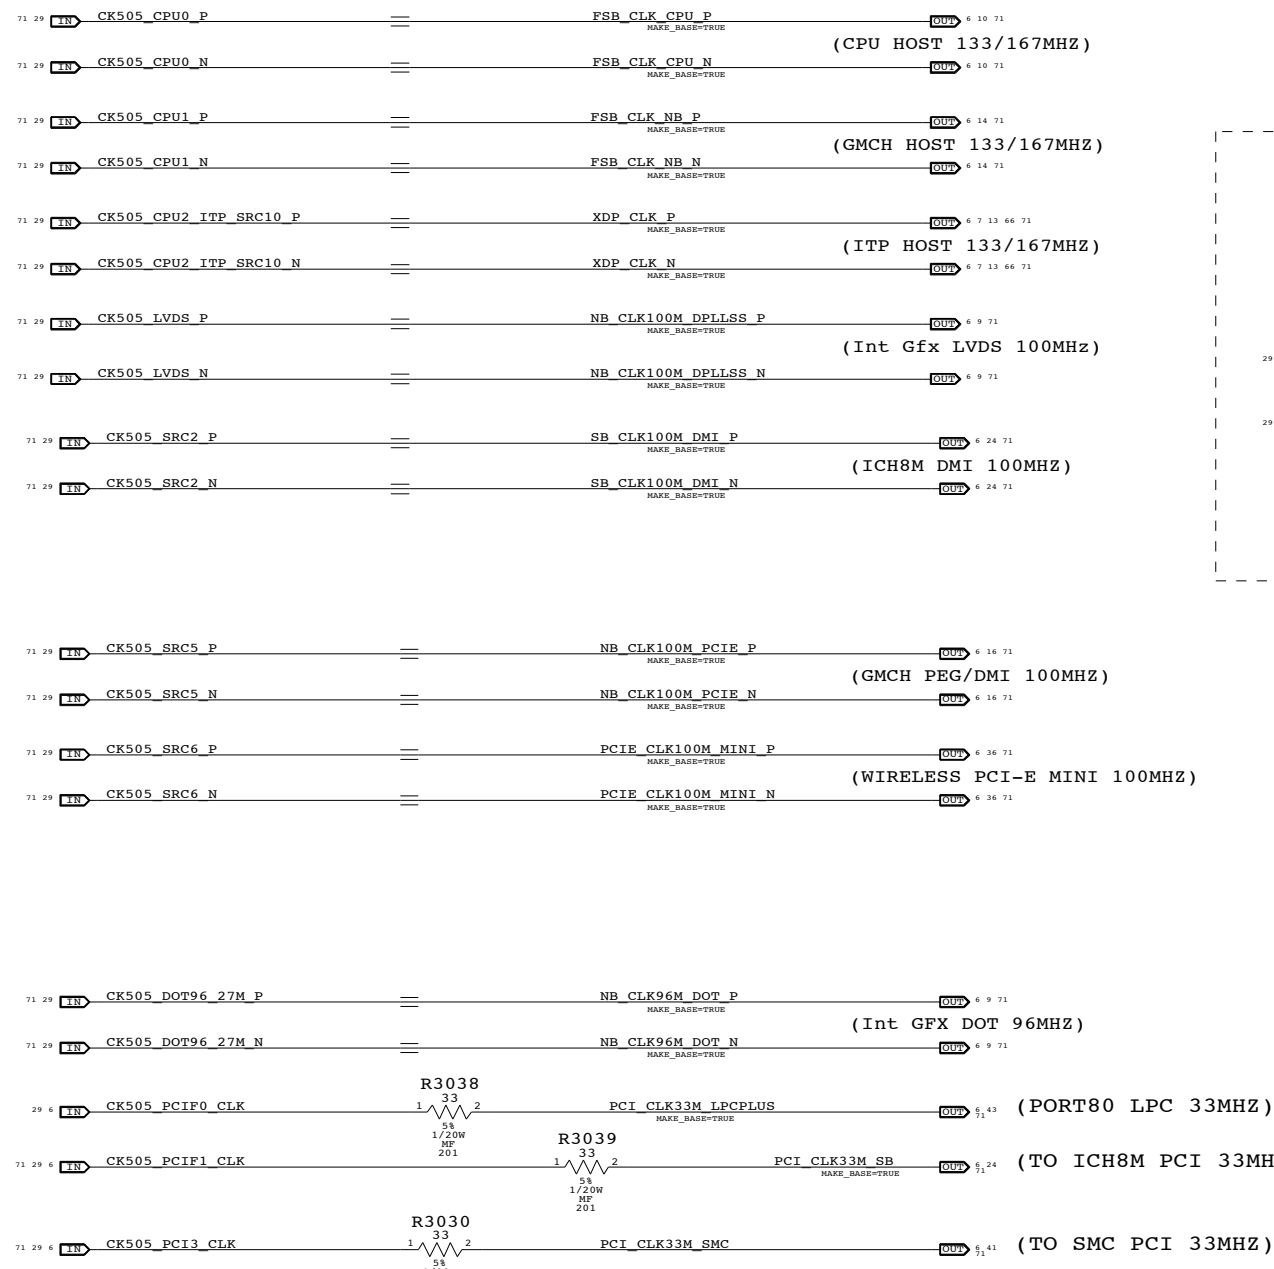 71 29 IN CK505_CPU0_P FSB_CLK_CPU_P OUT 6 10 71
MAKE_BASE=TRUE
(CPU HOST 133/167MHZ)
71 29 IN CK505_CPU0_N FSB_CLK_CPU_N OUT 6 10 71
MAKE_BASE=TRUE
71 29 IN CK505_CPU1_P FSB_CLK_NB_P OUT 6 14 71
MAKE_BASE=TRUE
(GMCH HOST 133/167MHZ)
71 29 IN CK505_CPU1_N FSB_CLK_NB_N OUT 6 14 71
MAKE_BASE=TRUE
71 29 IN CK505_CPU2_ITP_SRC10_P XDP_CLK_P OUT 6 7 13 66 71
MAKE_BASE=TRUE
(ITP HOST 133/167MHZ)
71 29 IN CK505_CPU2_ITP_SRC10_N XDP_CLK_N OUT 6 7 13 66 71
MAKE_BASE=TRUE
71 29 IN CK505_LVDS_P NB_CLK100M_DPLLSS_P OUT 6 9 71
MAKE_BASE=TRUE
(Int Gfx LVDS 100MHz)
29
71 29 IN CK505_LVDS_N NB_CLK100M_DPLLSS_N OUT 6 9 71
MAKE_BASE=TRUE
29
71 29 IN CK505_SRC2_P SB_CLK100M_DMI_P OUT 6 24 71
MAKE_BASE=TRUE
(ICH8M DMI 100MHZ)
71 29 IN CK505_SRC2_N SB_CLK100M_DMI_N OUT 6 24 71
MAKE_BASE=TRUE
71 29 IN CK505_SRC5_P NB_CLK100M_PCIE_P OUT 6 16 71
MAKE_BASE=TRUE
(GMCH PEG/DMI 100MHZ)
71 29 IN CK505_SRC5_N NB_CLK100M_PCIE_N OUT 6 16 71
MAKE_BASE=TRUE
71 29 IN CK505_SRC6_P PCIE_CLK100M_MINI_P OUT 6 36 71
MAKE_BASE=TRUE
(WIRELESS PCI-E MINI 100MHZ)
71 29 IN CK505_SRC6_N PCIE_CLK100M_MINI_N OUT 6 36 71
MAKE_BASE=TRUE
71 29 IN CK505_DOT96_27M_P NB_CLK96M_DOT_P OUT 6 9 71
MAKE_BASE=TRUE
(Int GFX DOT 96MHZ)
71 29 IN CK505_DOT96_27M_N NB_CLK96M_DOT_N OUT 6 9 71
MAKE_BASE=TRUE
R3038
33
29 6 IN CK505_PCIF0_CLK 1 2 PCI_CLK33M_LPCPLUS OUT 6 43 (PORT80 LPC 33MHZ)
71
MAKE_BASE=TRUE
5%
1/20W
MF
201
R3039
33
71 29 6 IN CK505_PCIF1_CLK 1 2 PCI_CLK33M_SB OUT 6 24 (TO ICH8M PCI 33MH
71
MAKE_BASE=TRUE
5%
1/20W
MF
201
R3030
33
71 29 6 IN CK505_PCI3_CLK 1 2 PCI_CLK33M_SMC OUT 6 41 (TO SMC PCI 33MHZ)
71
5%